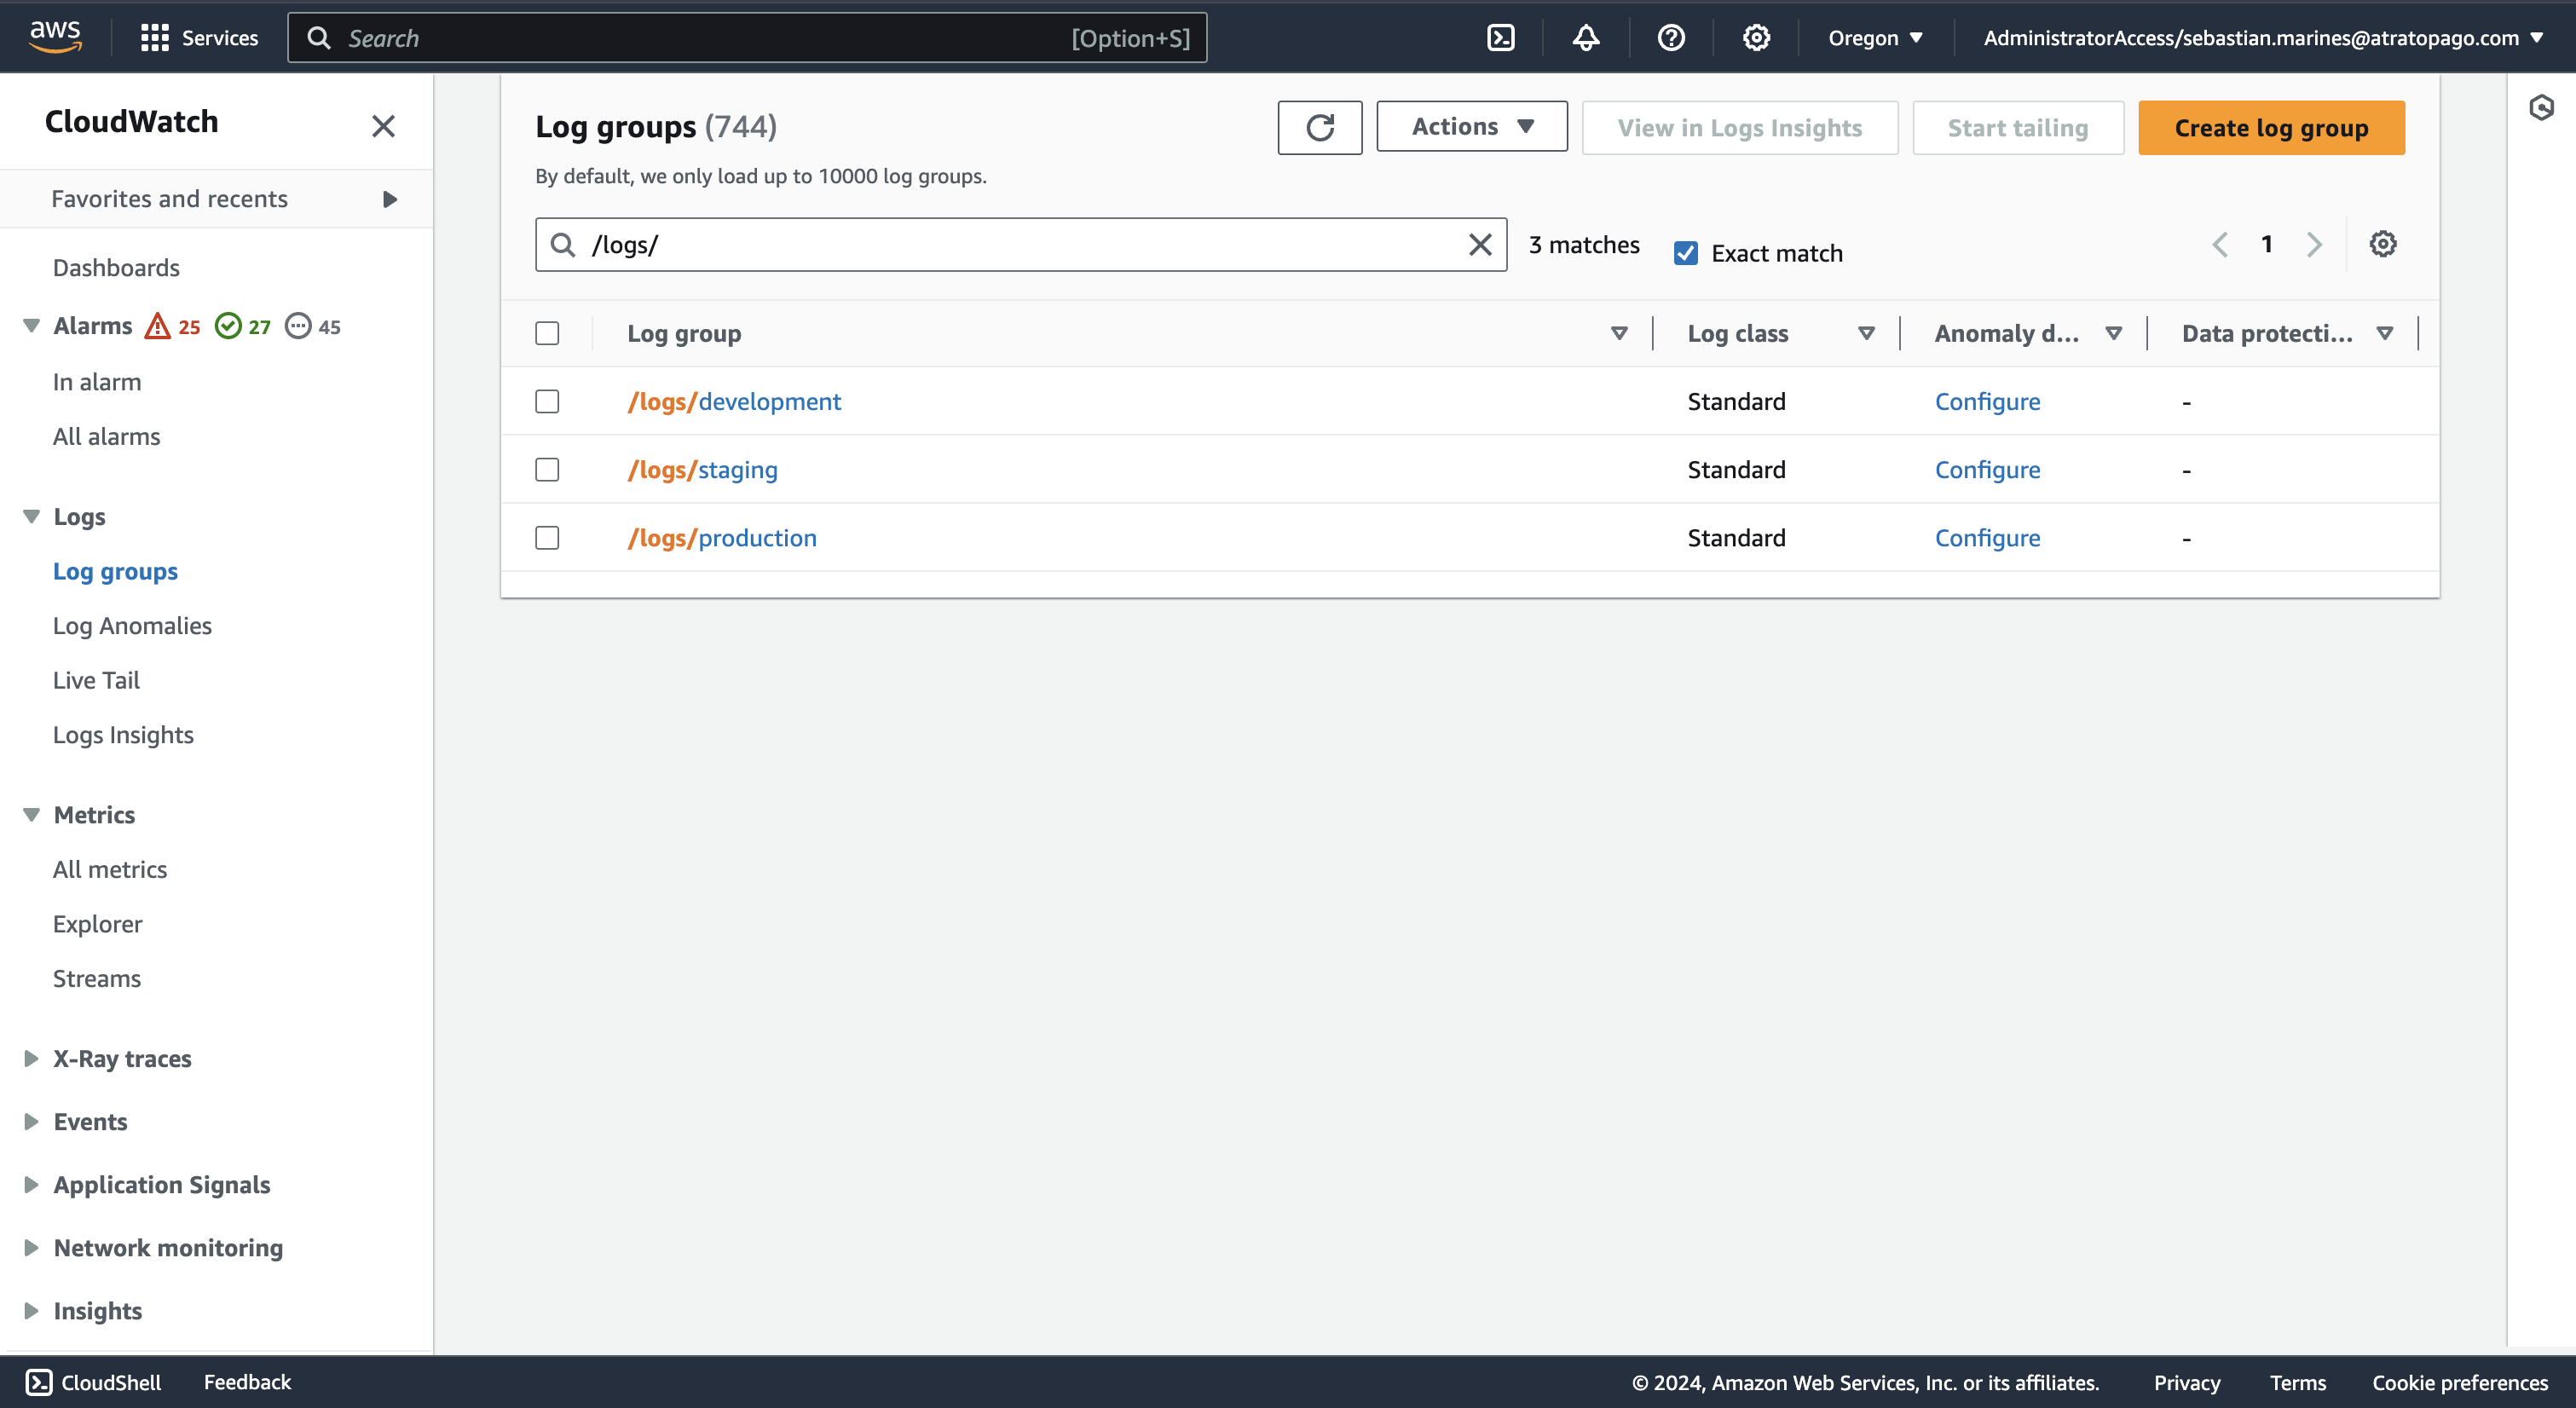 aws
Services
Search [Option+S]
Oregon
AdministratorAccess/sebastian.marines@atratopago.com
CloudWatch
Favorites and recents
Dashboards
Alarms 25 27 45
In alarm
All alarms
Logs
Log groups
Log Anomalies
Live Tail
Logs Insights
Metrics
All metrics
Explorer
Streams
X-Ray traces
Events
Application Signals
Network monitoring
Insights
Log groups (744)
Actions
View in Logs Insights
Start tailing
Create log group
By default, we only load up to 10000 log groups.
/logs/
3 matches
Exact match
1
Log group Log class Anomaly d... Data protecti...
/logs/development Standard Configure -
/logs/staging Standard Configure -
/logs/production Standard Configure -
CloudShell Feedback
© 2024, Amazon Web Services, Inc. or its affiliates. Privacy Terms Cookie preferences